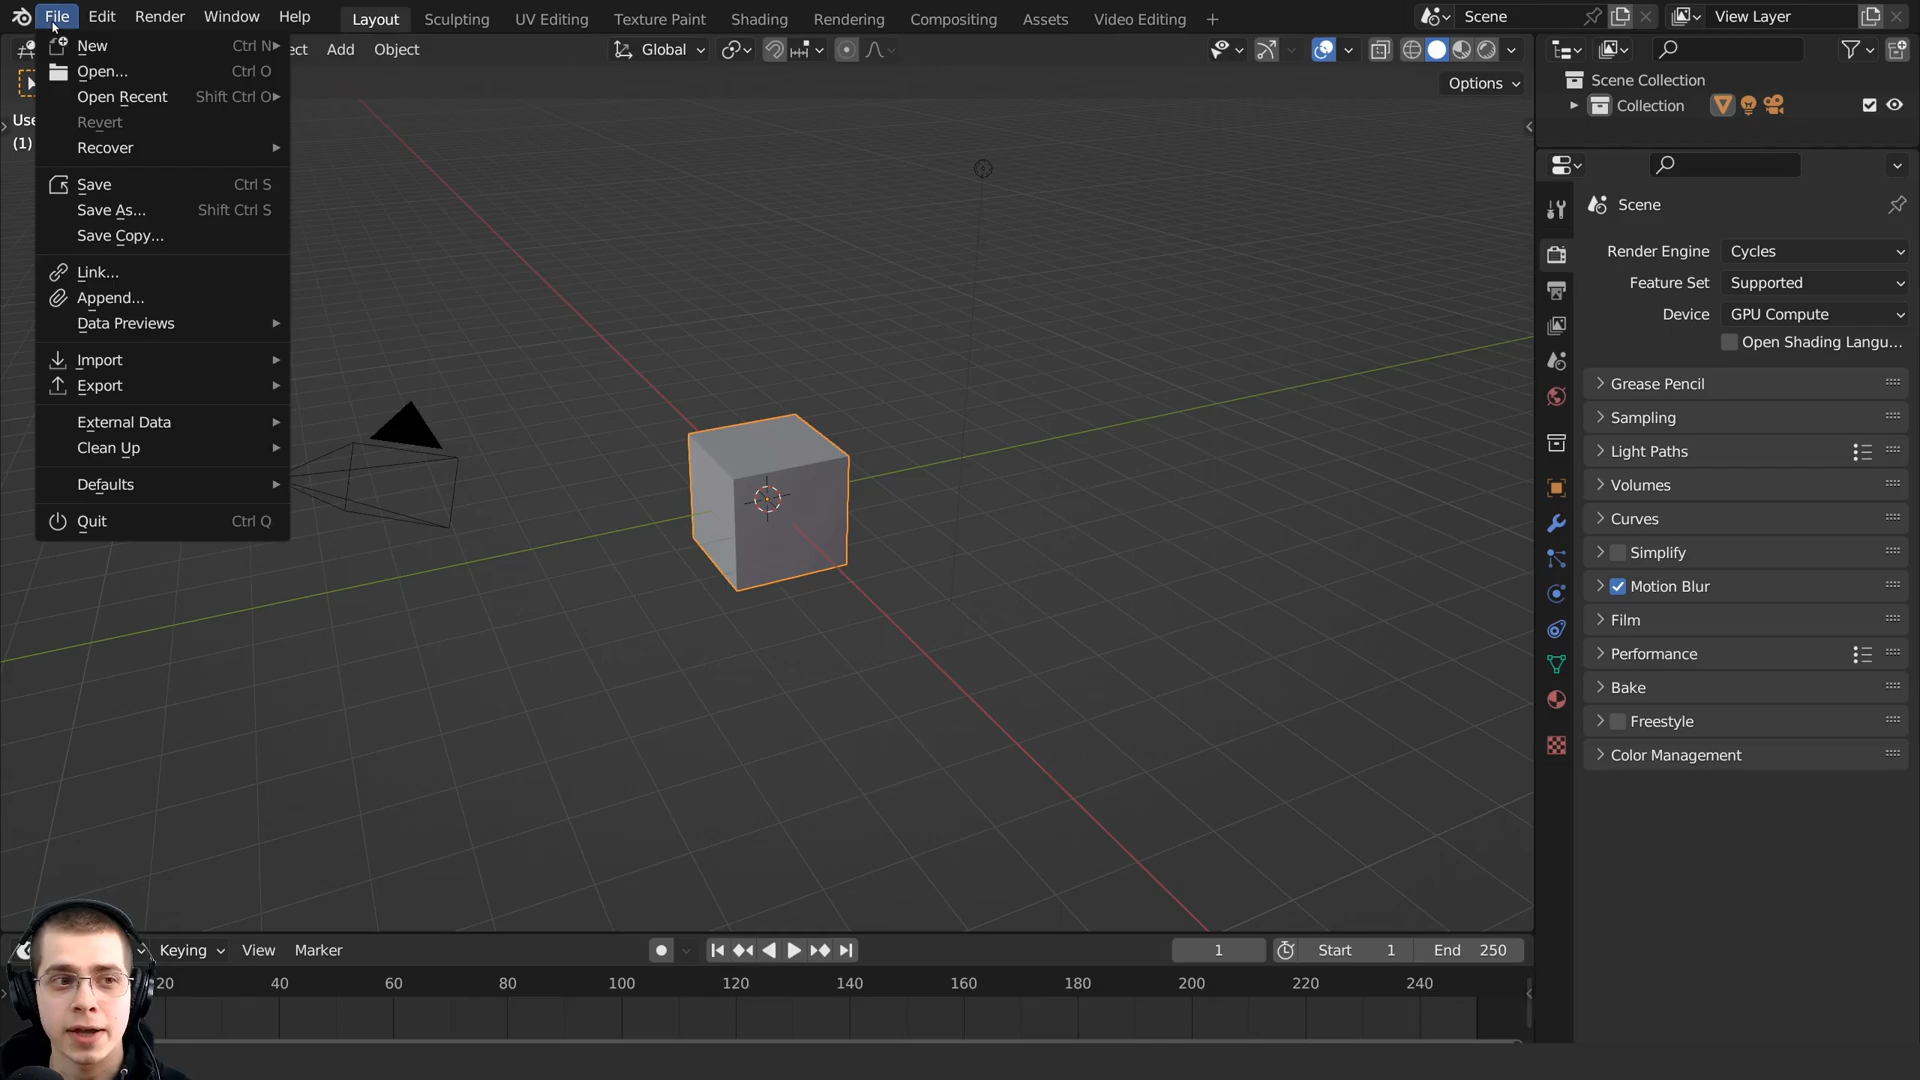 File Edit Render Window Help Layout Sculpting UV Editing Texture Paint Shading Rendering Compositing Assets Video Editing + Scene View Layer
New Ctrl N
Open... Ctrl O
Open Recent Shift Ctrl O
Revert
Recover
Save Ctrl S
Save As... Shift Ctrl S
Save Copy...
Link...
Append...
Data Previews
Import
Export
External Data
Clean Up
Defaults
Quit Ctrl Q
ect Add Object Global
Options
Use
(1)
Scene Collection
Collection
Scene
Render Engine Cycles
Feature Set Supported
Device GPU Compute
Open Shading Langu...
Grease Pencil
Sampling
Light Paths
Volumes
Curves
Simplify
Motion Blur
Film
Performance
Bake
Freestyle
Color Management
Keying View Marker 1 Start 1 End 250
20 40 60 80 100 120 140 160 180 200 220 240